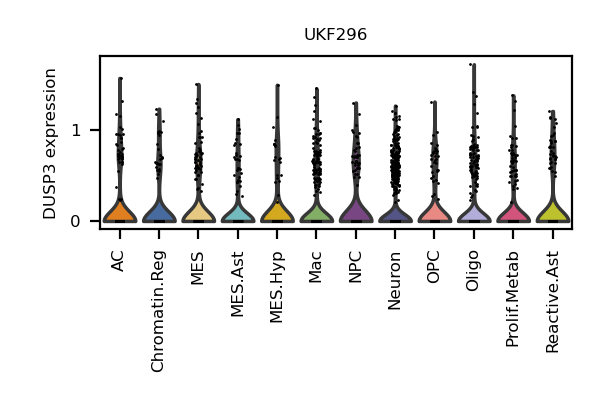 UKF296
DUSP3 expression
1
0
AC
Chromatin.Reg
MES
MES.Ast
MES.Hyp
Mac
NPC
Neuron
OPC
Oligo
Prolif.Metab
Reactive.Ast